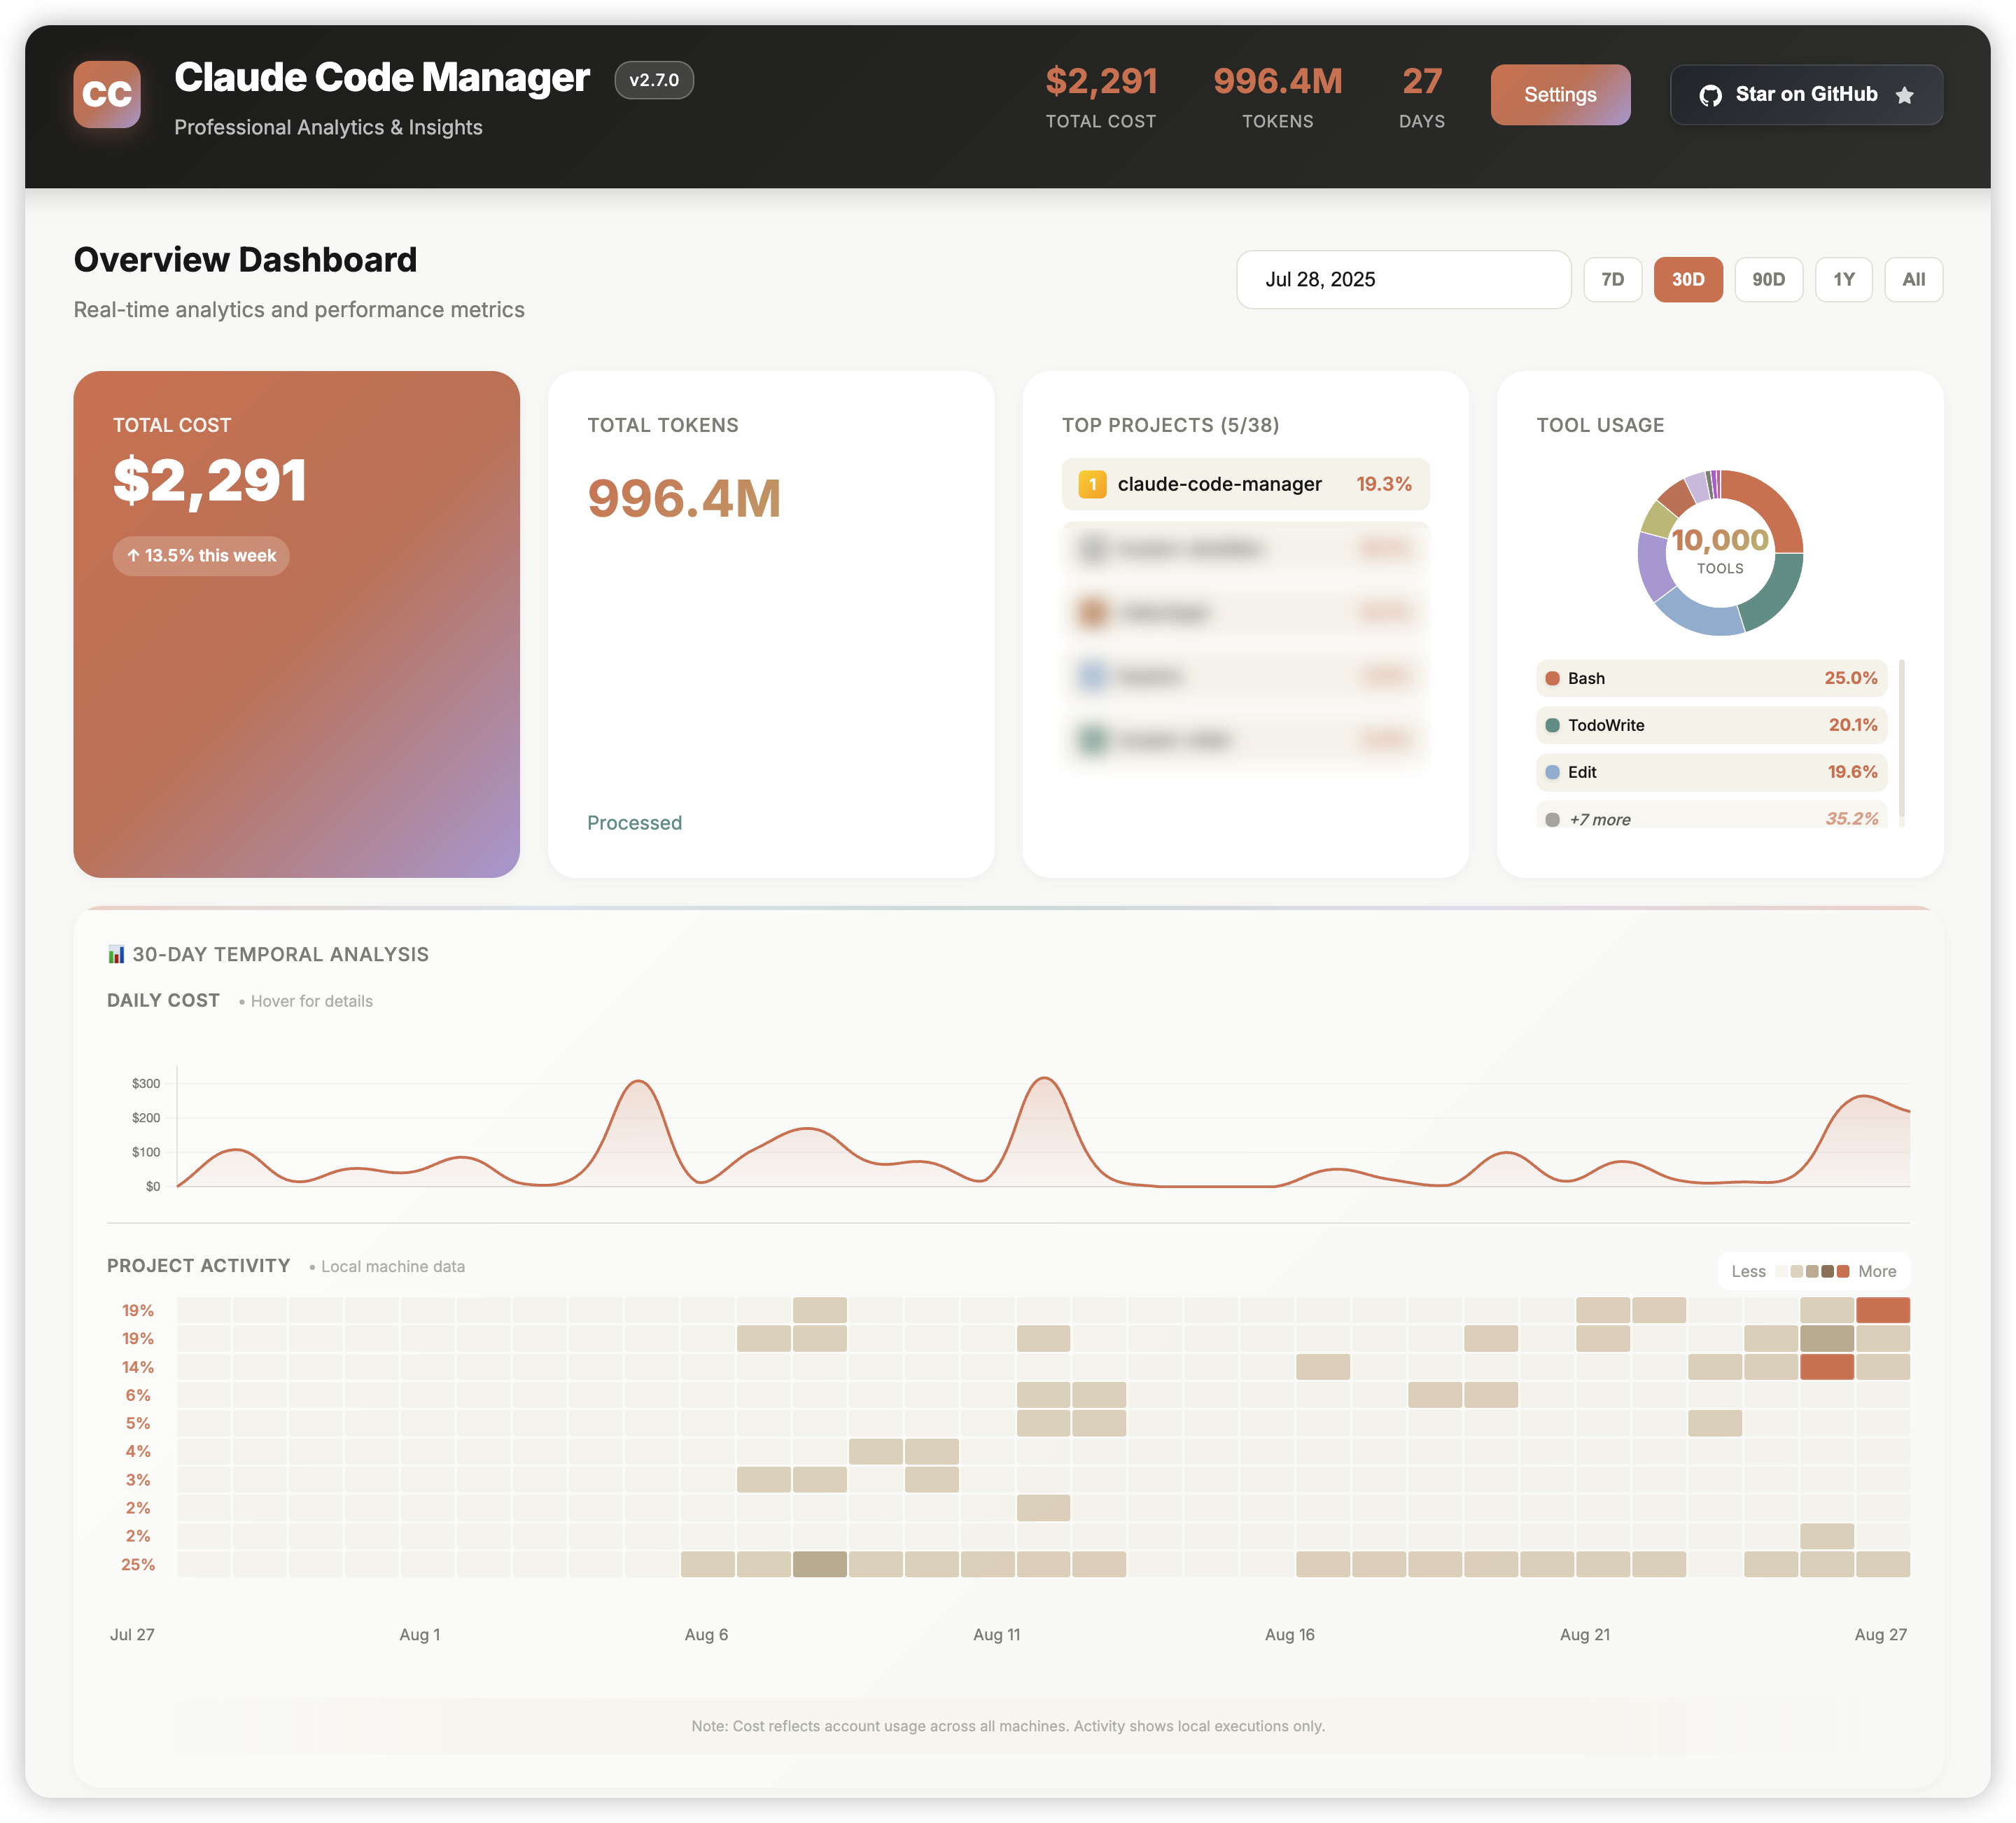 CC
Claude Code Manager
v2.7.0
Professional Analytics & Insights
$2,291
TOTAL COST
996.4M
TOKENS
27
DAYS
Settings
Star on GitHub
Overview Dashboard
Real-time analytics and performance metrics
Jul 28, 2025
7D
30D
90D
1Y
All
TOTAL COST
$2,291
↑ 13.5% this week
TOTAL TOKENS
996.4M
Processed
TOP PROJECTS (5/38)
1 claude-code-manager 19.3%
TOOL USAGE
10,000
TOOLS
Bash 25.0%
TodoWrite 20.1%
Edit 19.6%
+7 more 35.2%
30-DAY TEMPORAL ANALYSIS
DAILY COST • Hover for details
$300
$200
$100
$0
PROJECT ACTIVITY • Local machine data
Less More
19%
19%
14%
6%
5%
4%
3%
2%
2%
25%
Jul 27 Aug 1 Aug 6 Aug 11 Aug 16 Aug 21 Aug 27
Note: Cost reflects account usage across all machines. Activity shows local executions only.